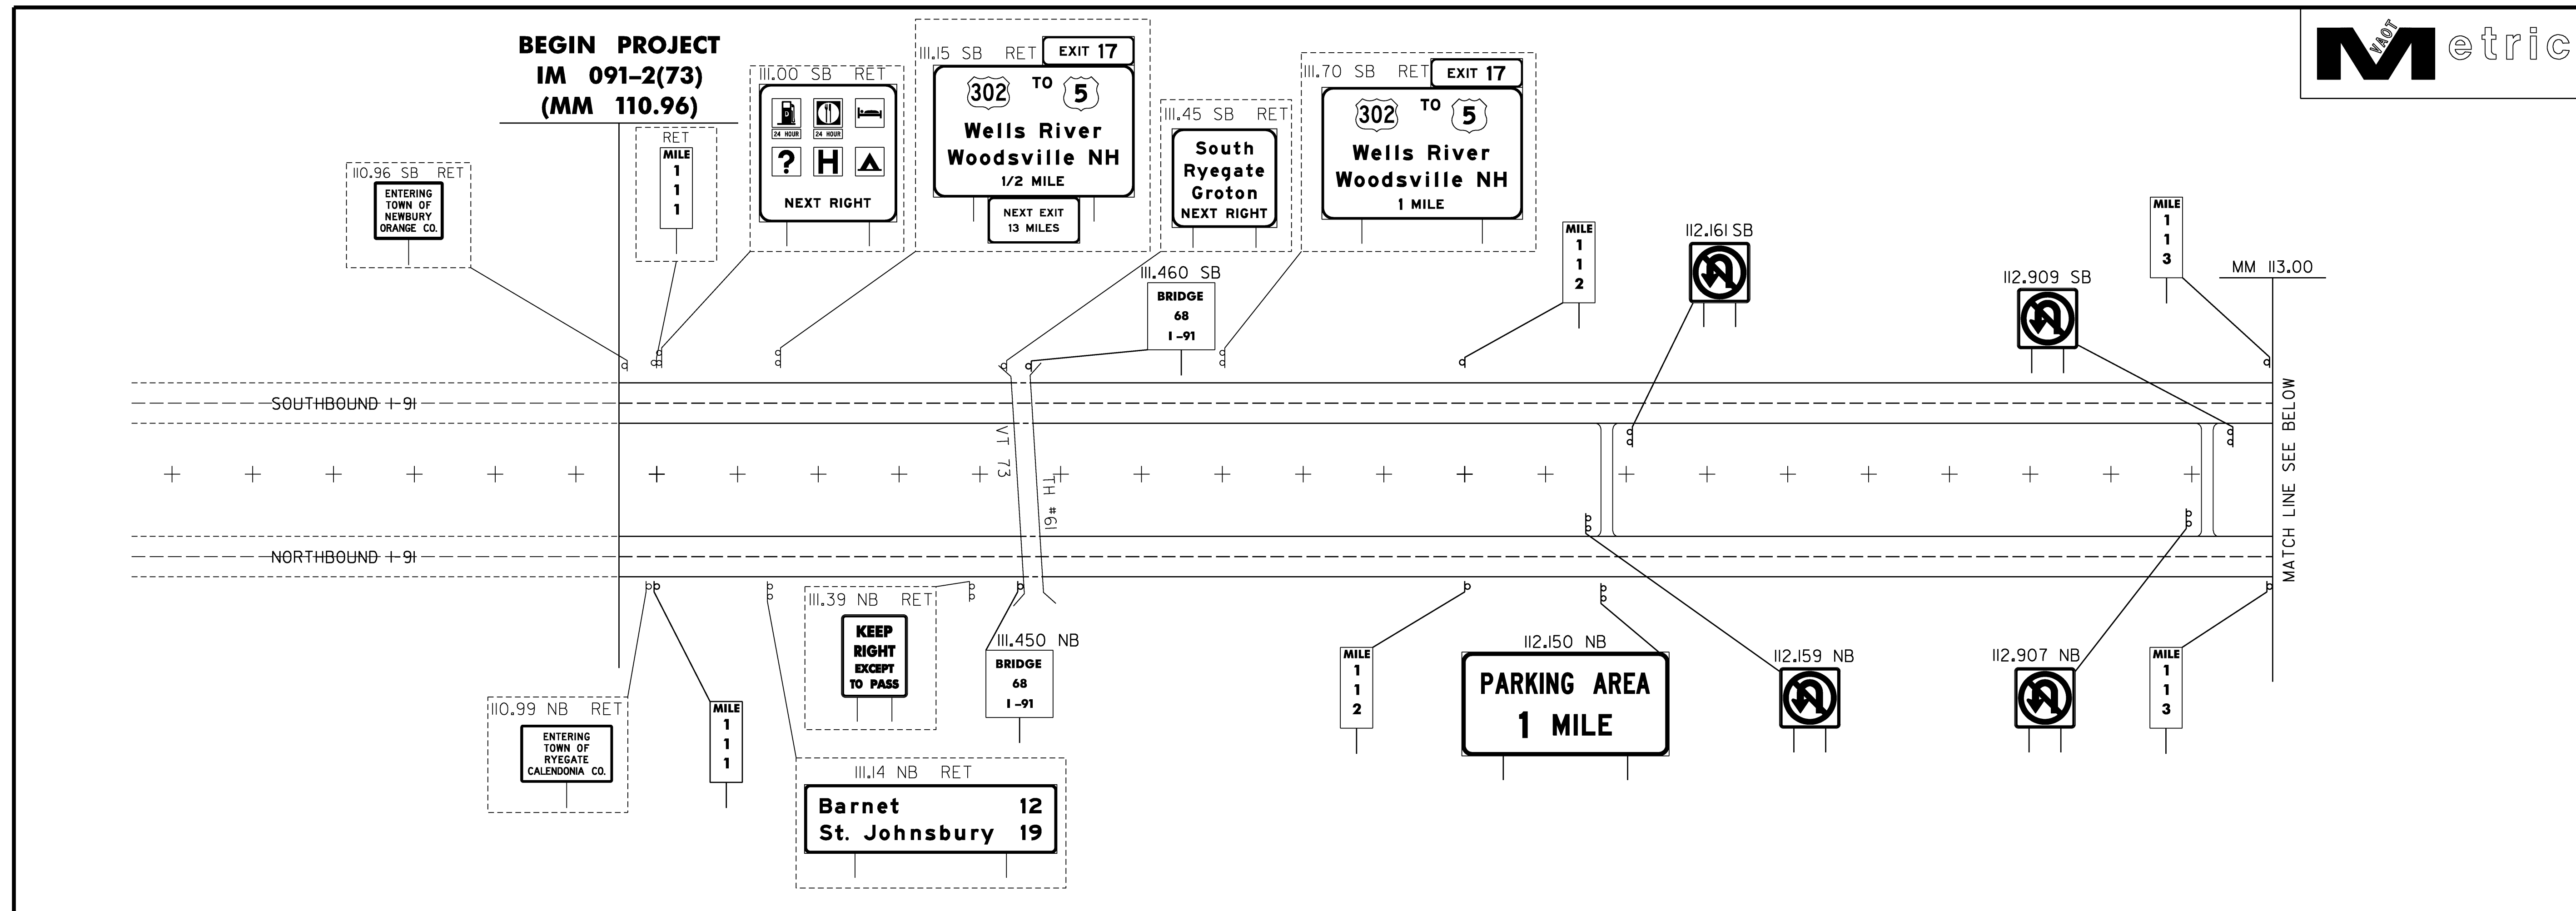 BEGIN PROJECT
IM 091-2(73)
(MM 110.96)
VAOT
Metric
110.96 SB RET
ENTERING
TOWN OF
NEWBURY
ORANGE CO.
RET
MILE
1
1
1
111.00 SB RET
24 HOUR
24 HOUR
? H
NEXT RIGHT
111.15 SB RET
EXIT 17
302 TO 5
Wells River
Woodsville NH
1/2 MILE
NEXT EXIT
13 MILES
111.45 SB RET
South
Ryegate
Groton
NEXT RIGHT
111.460 SB
BRIDGE
68
I-91
111.70 SB RET
EXIT 17
302 TO 5
Wells River
Woodsville NH
1 MILE
MILE
1
1
2
112.161 SB
112.909 SB
MILE
1
1
3
MM 113.00
SOUTHBOUND I-91
VT 73
TH #61
NORTHBOUND I-91
MATCH LINE SEE BELOW
110.99 NB RET
ENTERING
TOWN OF
RYEGATE
CALENDONIA CO.
MILE
1
1
1
111.14 NB RET
Barnet 12
St. Johnsbury 19
111.39 NB RET
KEEP
RIGHT
EXCEPT
TO PASS
111.450 NB
BRIDGE
68
I-91
MILE
1
1
2
112.150 NB
PARKING AREA
1 MILE
112.159 NB
112.907 NB
MILE
1
1
3